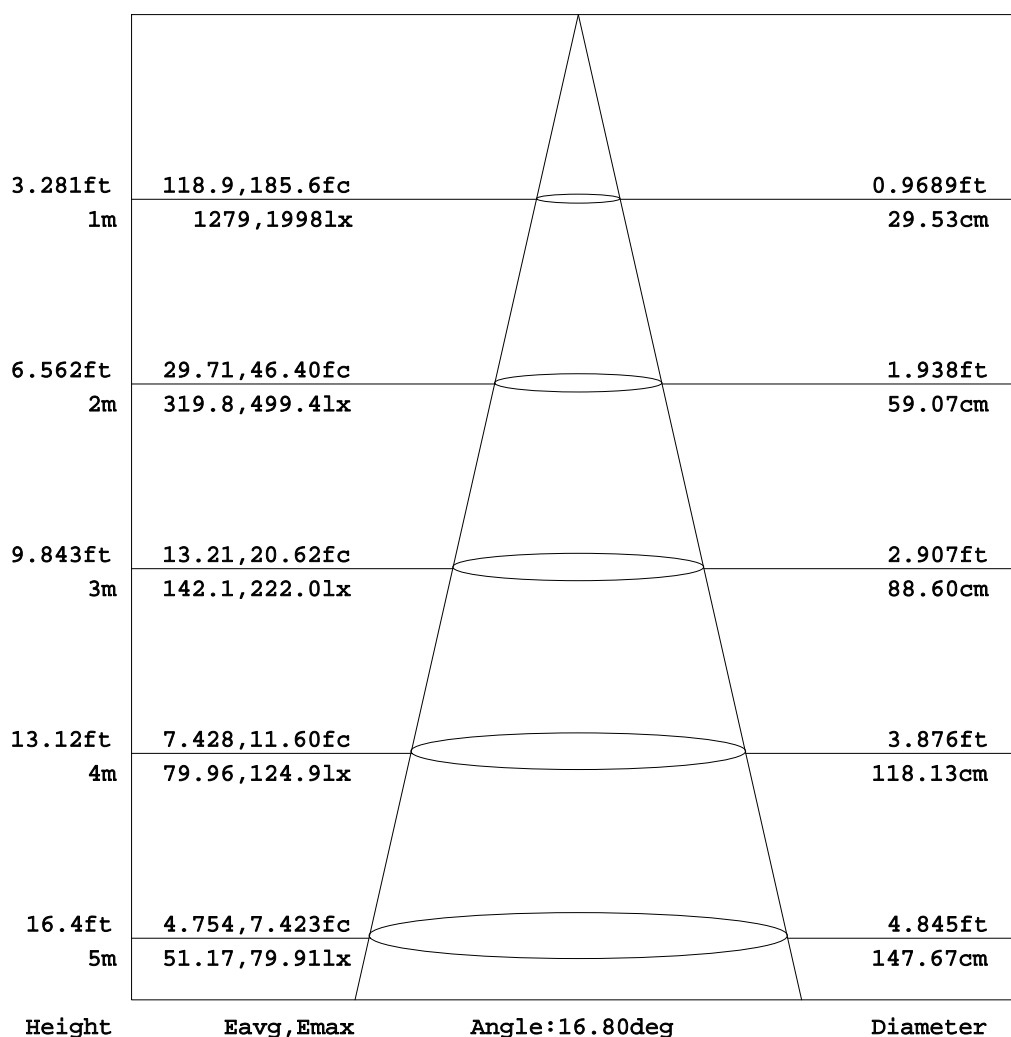 3.281ft 118.9,185.6fc 0.9689ft
1m 1279,1998lx 29.53cm
6.562ft 29.71,46.40fc 1.938ft
2m 319.8,499.4lx 59.07cm
9.843ft 13.21,20.62fc 2.907ft
3m 142.1,222.0lx 88.60cm
13.12ft 7.428,11.60fc 3.876ft
4m 79.96,124.9lx 118.13cm
16.4ft 4.754,7.423fc 4.845ft
5m 51.17,79.91lx 147.67cm
Height Eavg,Emax Angle:16.80deg Diameter